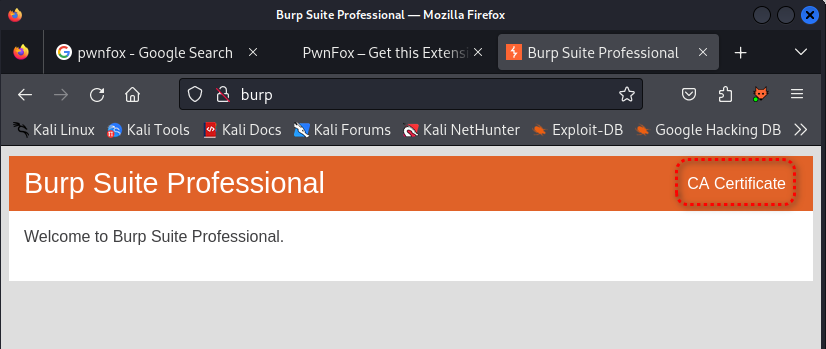 Burp Suite Professional — Mozilla Firefox
pwnfox - Google Search
PwnFox – Get this Extensi
Burp Suite Professional
burp
Kali Linux
Kali Tools
Kali Docs
Kali Forums
Kali NetHunter
Exploit-DB
Google Hacking DB
Burp Suite Professional
CA Certificate
Welcome to Burp Suite Professional.